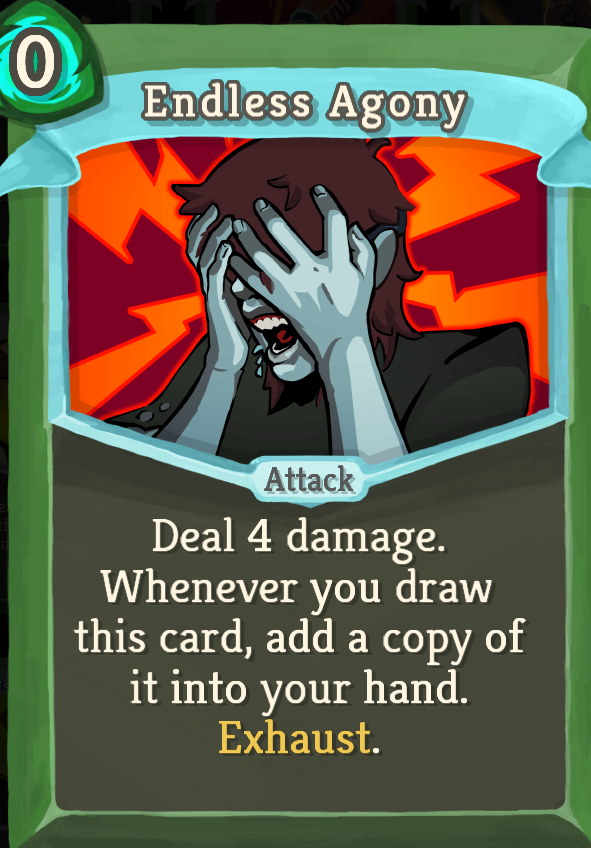 0
Endless Agony
Attack
Deal 4 damage.
Whenever you draw
this card, add a copy of
it into your hand.
Exhaust.